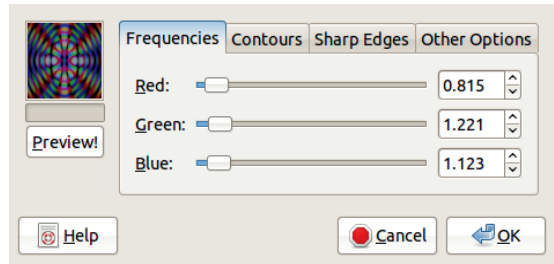 Frequencies Contours Sharp Edges Other Options
Red: 0.815
Green: 1.221
Preview!
Blue: 1.123
Help Cancel OK